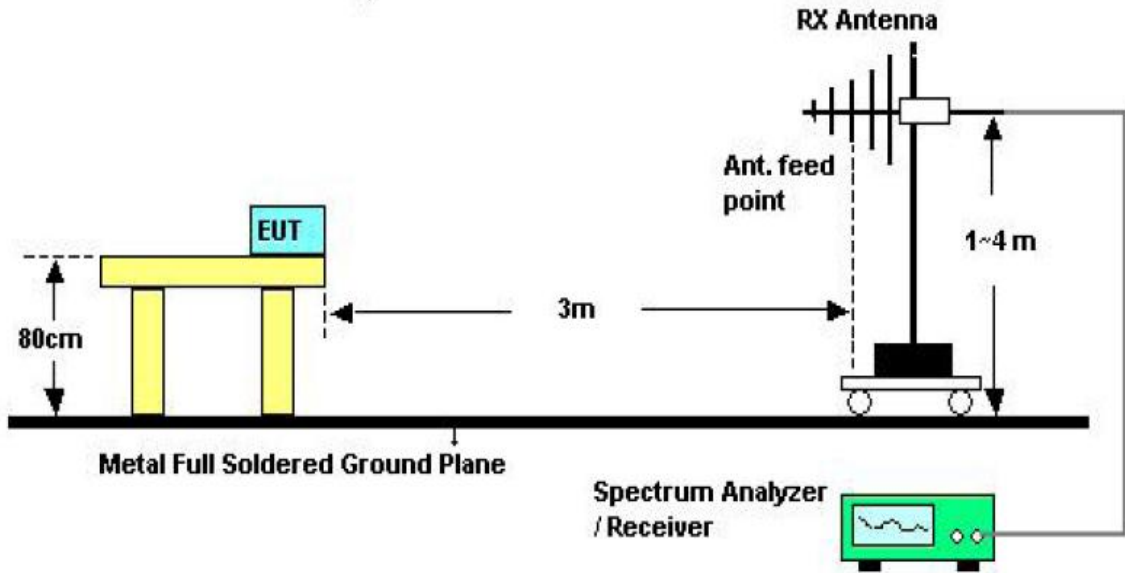 RX Antenna
Ant. feed
point
EUT
1~4 m
3m
80cm
Metal Full Soldered Ground Plane
Spectrum Analyzer
/ Receiver